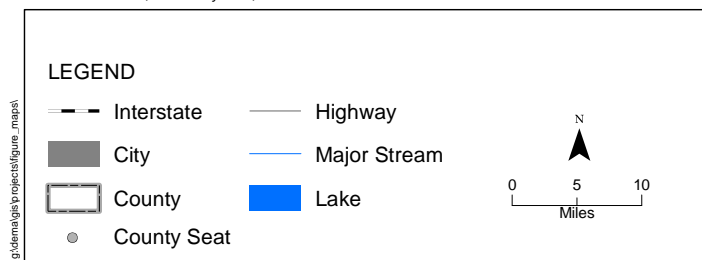 LEGEND
Interstate
Highway
City
Major Stream
County
Lake
County Seat
N
0 5 10
Miles
g:\dema\gis\projects\figure_maps\